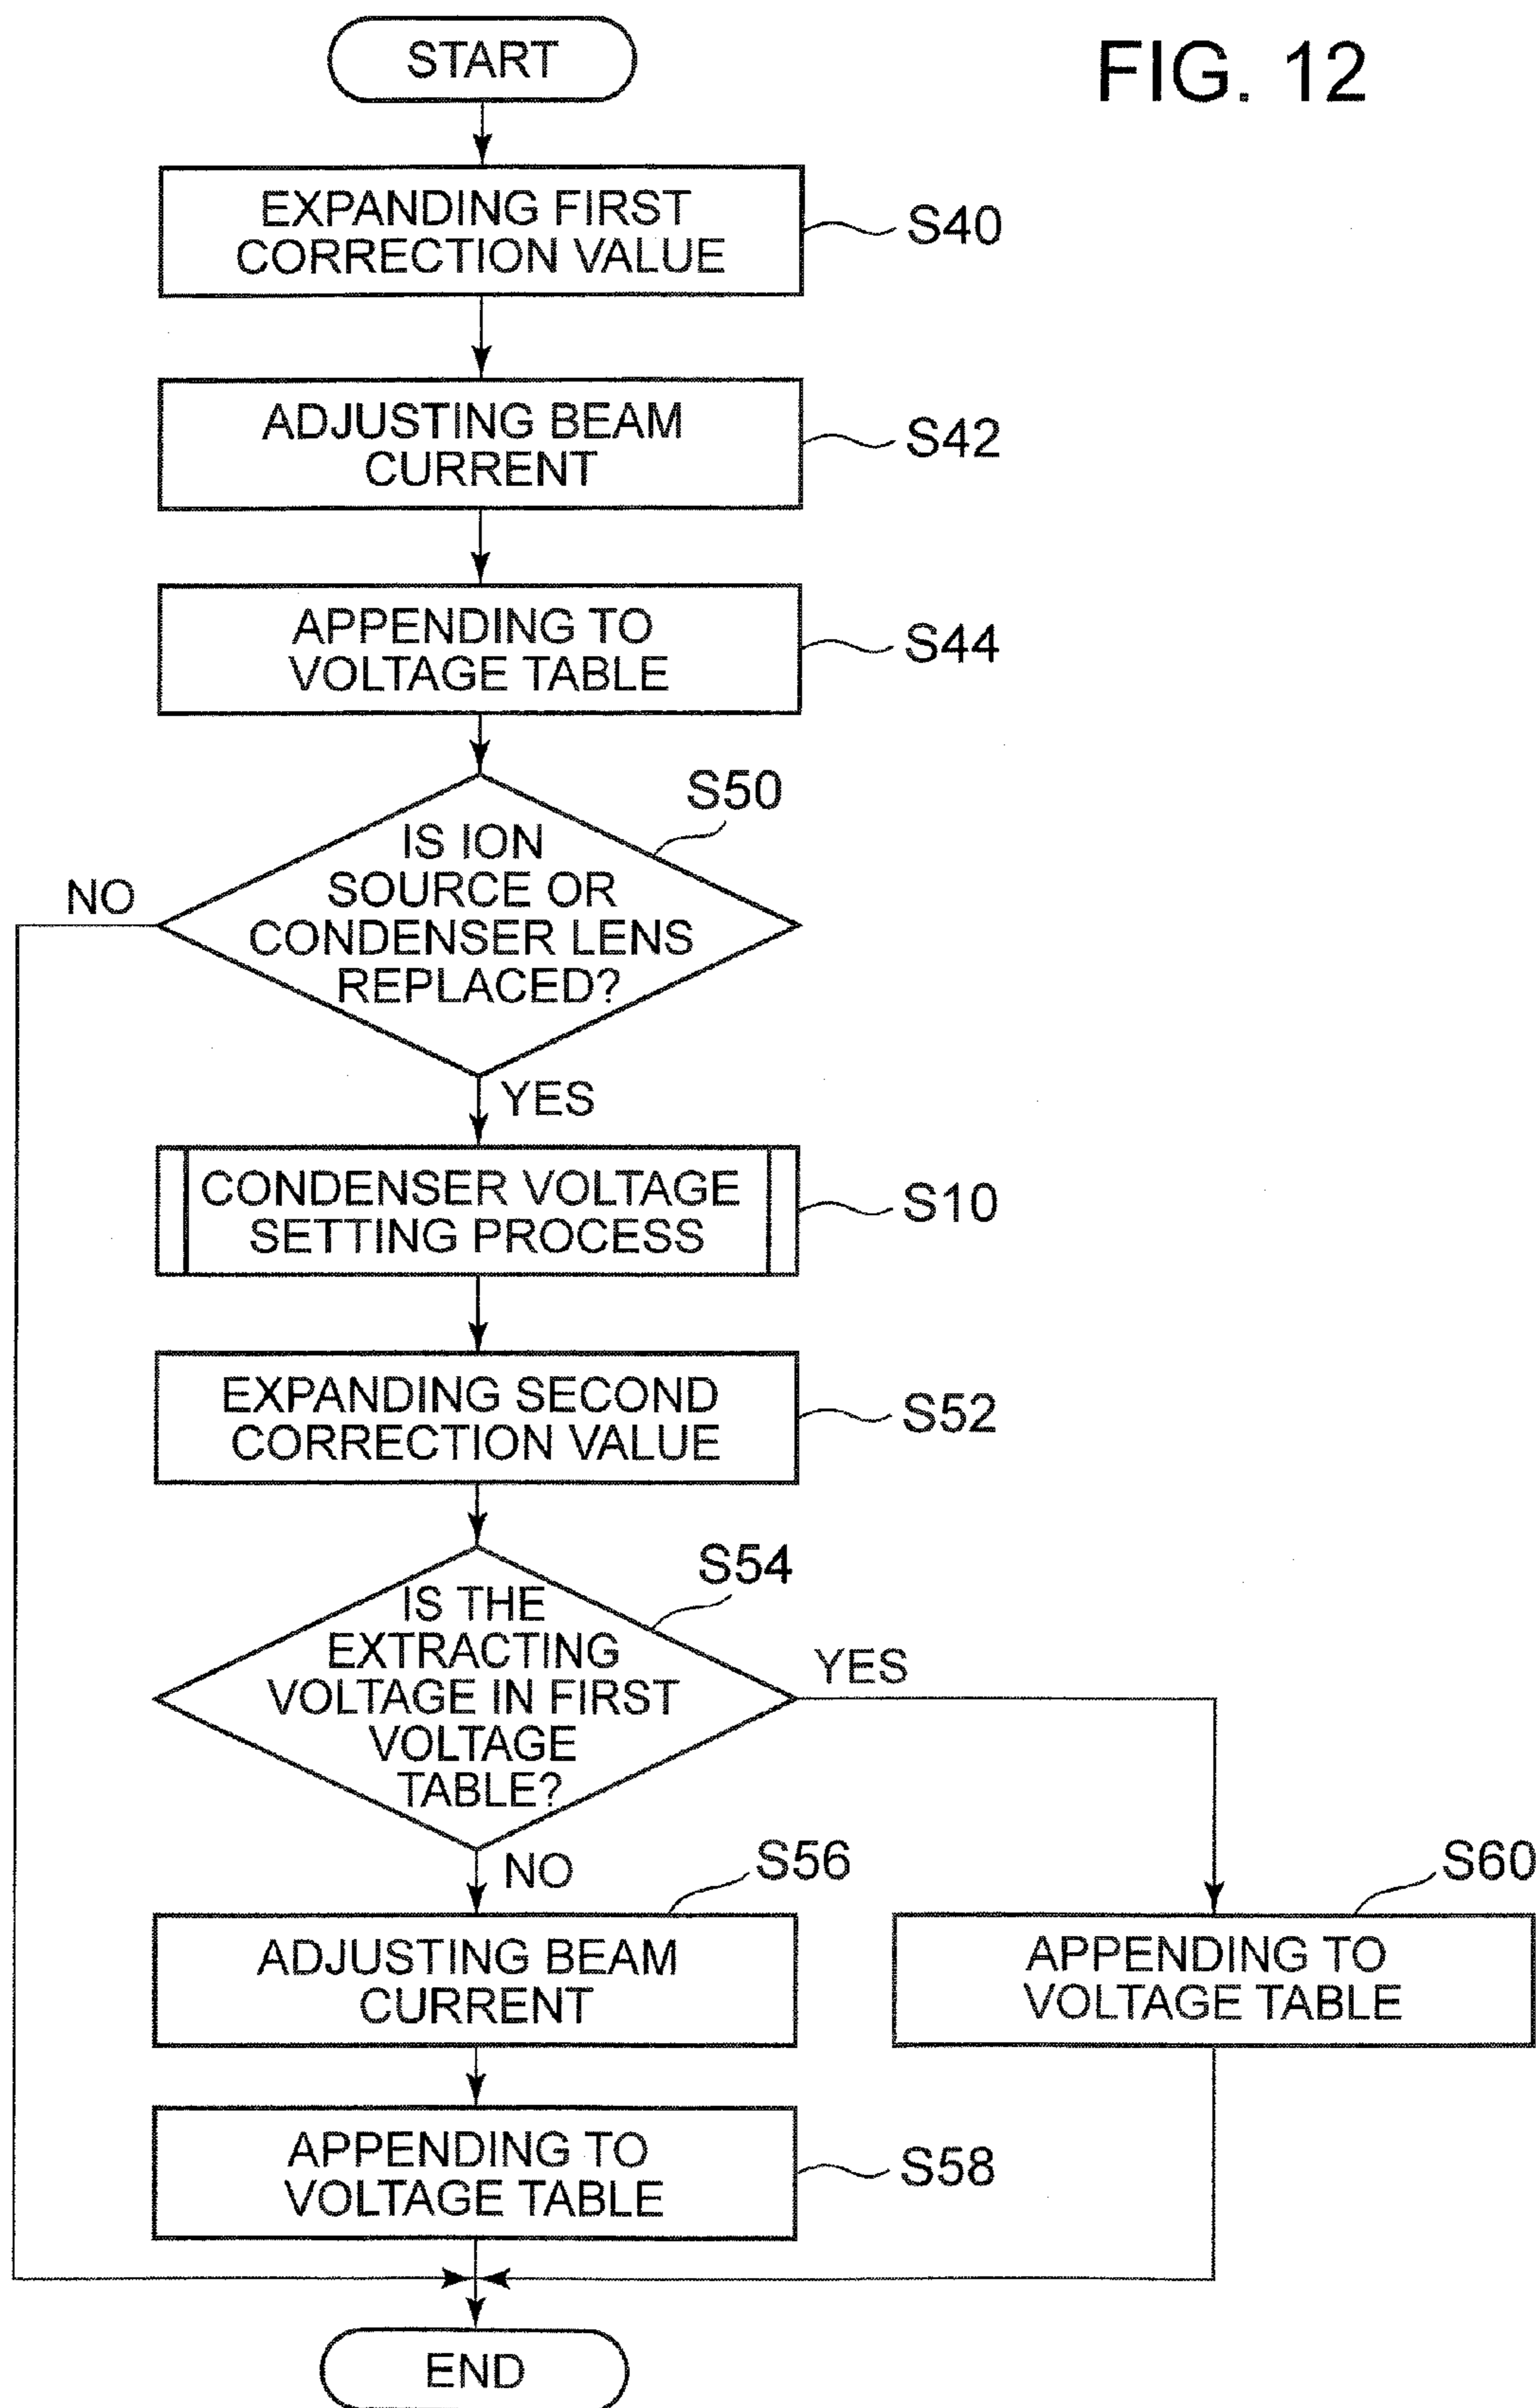 START
FIG. 12
EXPANDING FIRST
CORRECTION VALUE
S40
ADJUSTING BEAM
CURRENT
S42
APPENDING TO
VOLTAGE TABLE
S44
S50
IS ION
SOURCE OR
CONDENSER LENS
REPLACED?
NO
YES
CONDENSER VOLTAGE
SETTING PROCESS
S10
EXPANDING SECOND
CORRECTION VALUE
S52
S54
IS THE
EXTRACTING
VOLTAGE IN FIRST
VOLTAGE
TABLE?
YES
NO
S56
ADJUSTING BEAM
CURRENT
S60
APPENDING TO
VOLTAGE TABLE
APPENDING TO
VOLTAGE TABLE
S58
END